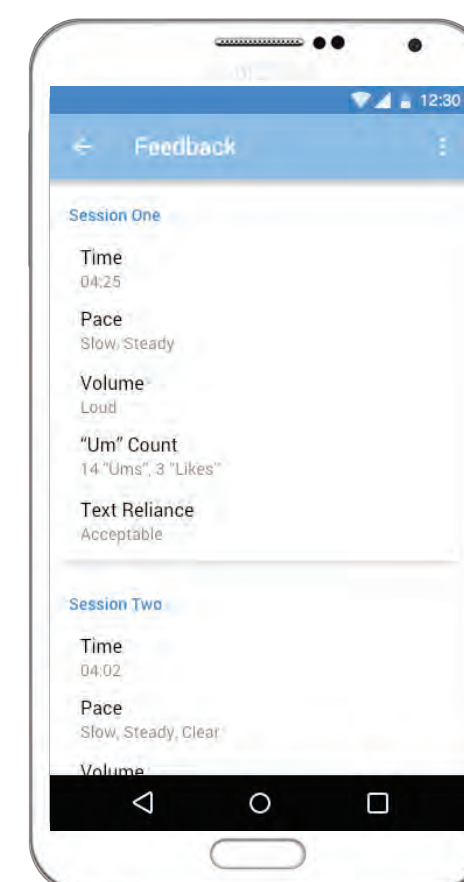 12:30
Feedback
Session One
Time
04:25
Pace
Slow, Steady
Volume
Loud
“Um” Count
14 "Ums", 3 "Likes"
Text Reliance
Acceptable
Session Two
Time
04:02
Pace
Slow, Steady, Clear
Volume